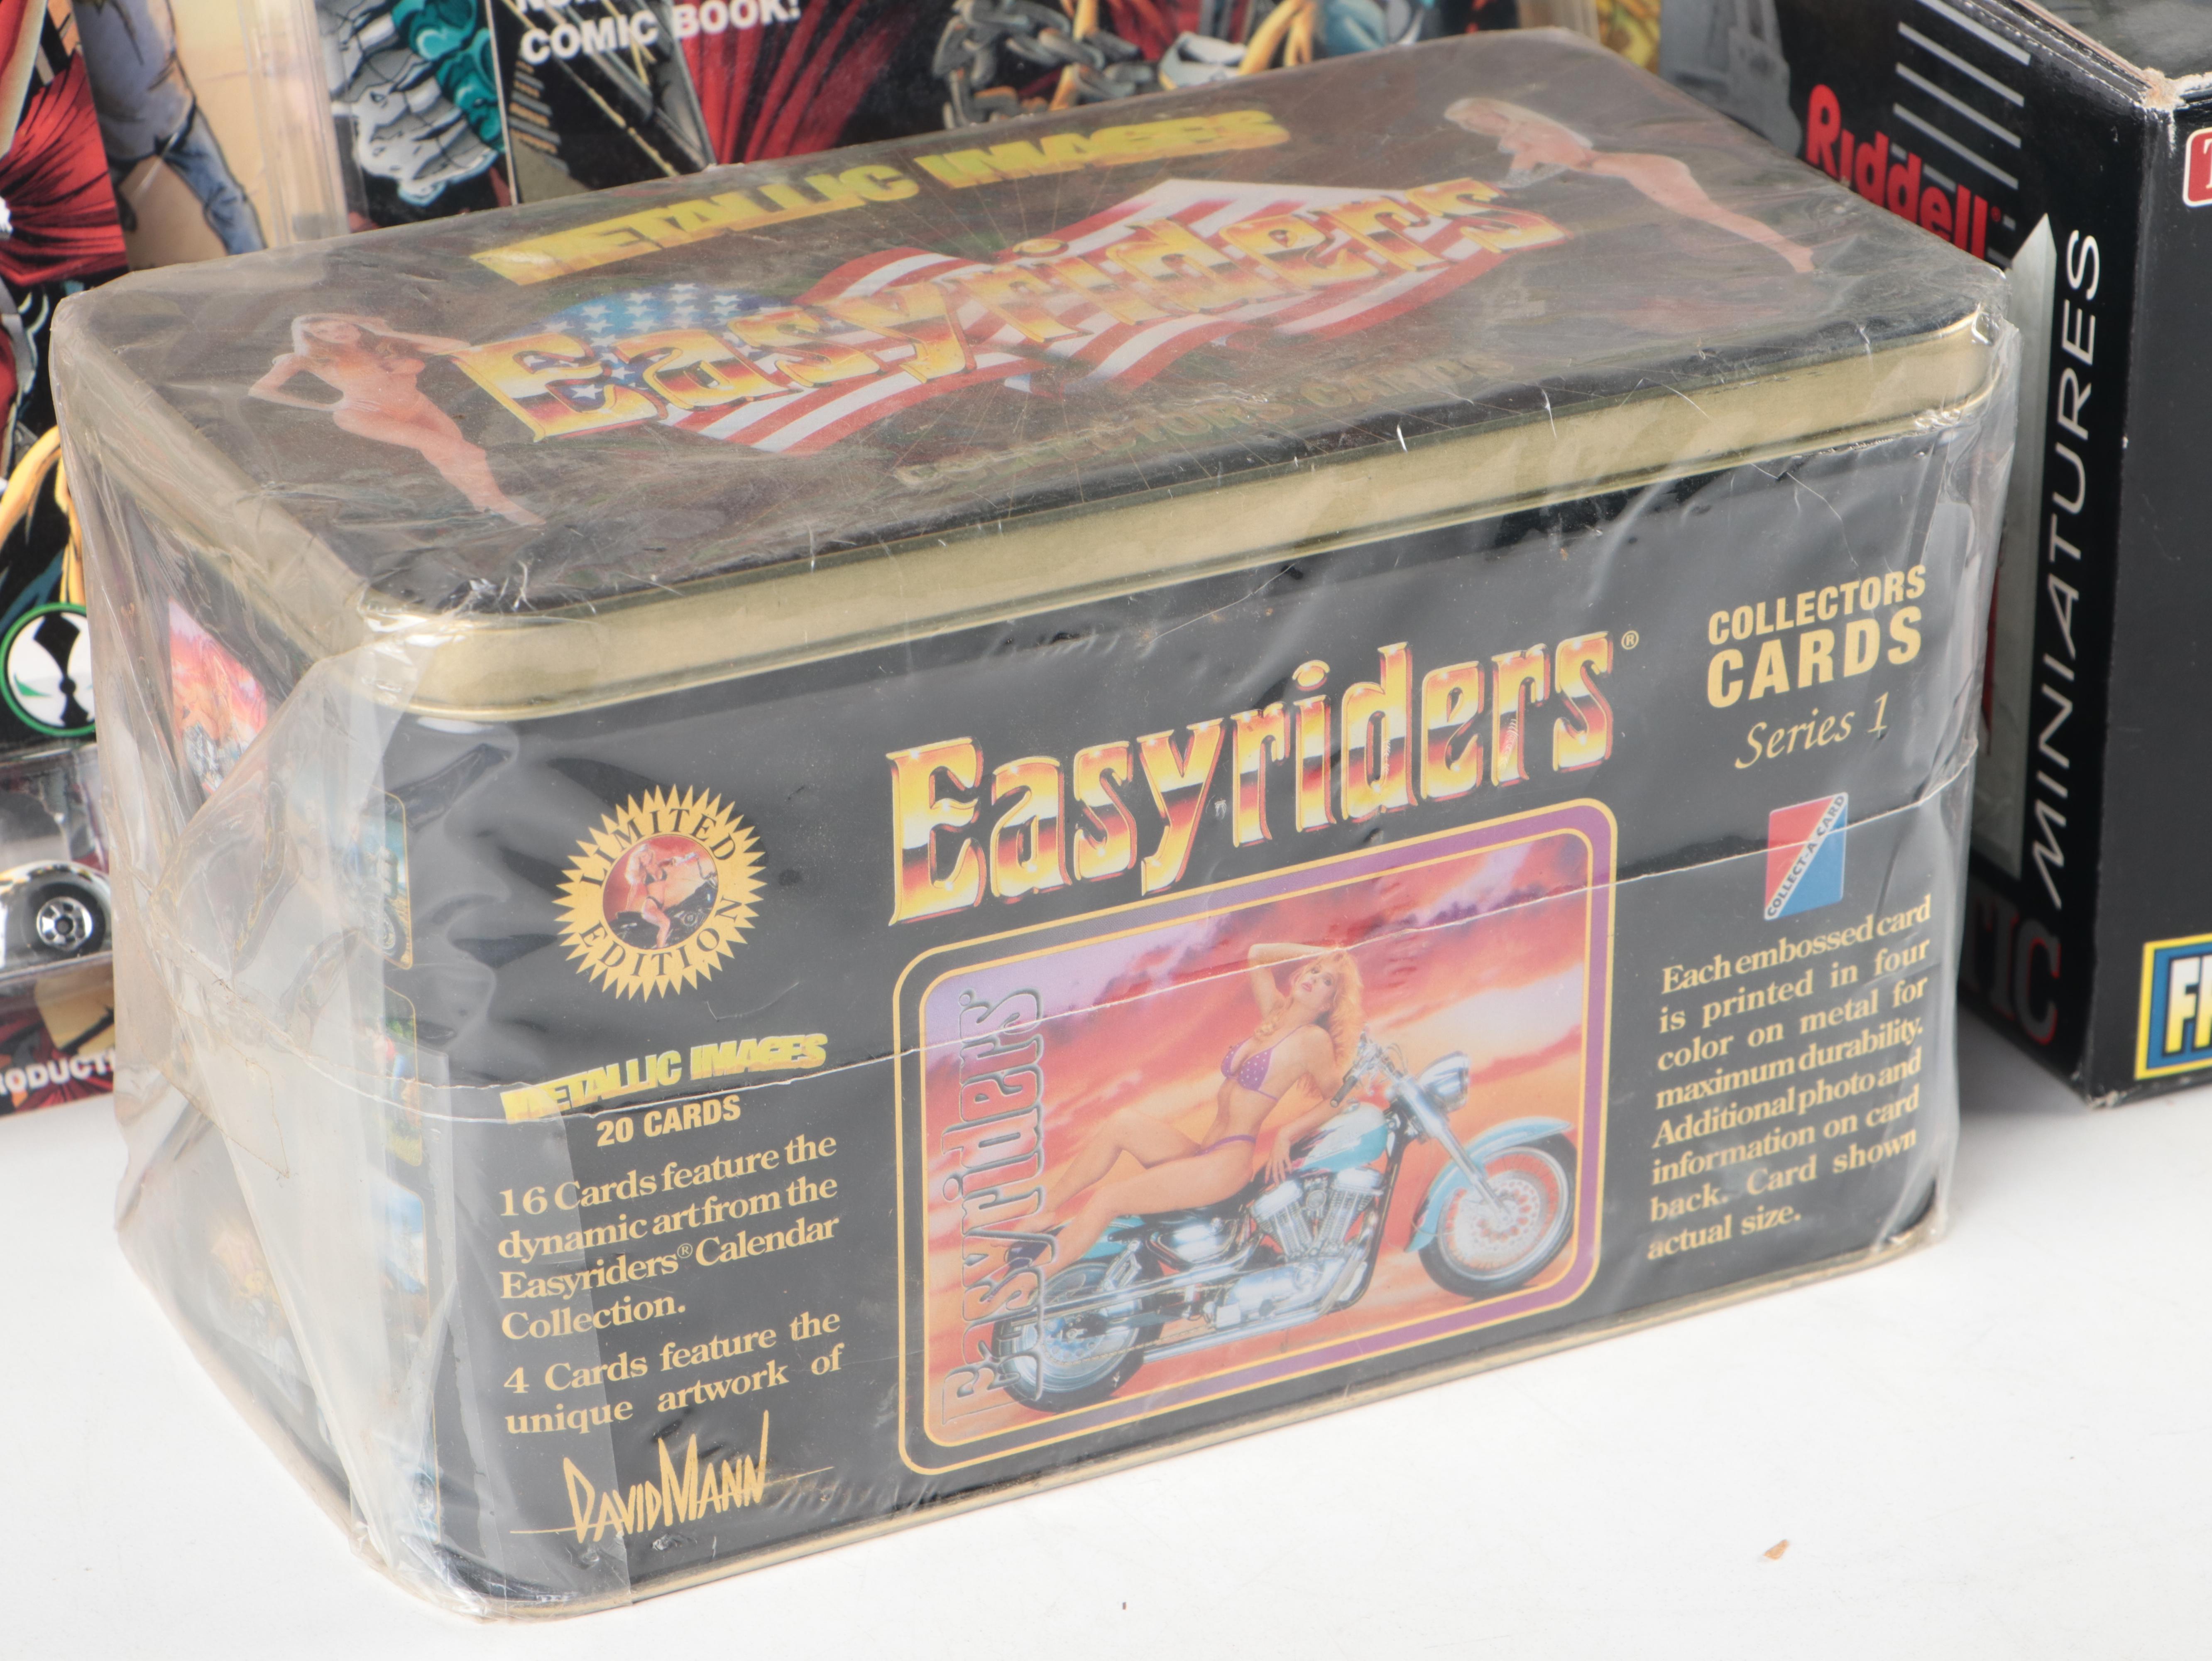 COMIC BOOK!
METALLIC IMAGES
Easyriders
Riddell
MINIATURES
COLLECTORS
CARDS
Series 1
Easyriders®
LIMITED
EDITION
COLLECT-A-CARD
METALLIC IMAGES
20 CARDS
16 Cards feature the
dynamic art from the
Easyriders® Calendar
Collection.
4 Cards feature the
unique artwork of
DAVID MANN
Easyriders®
Each embossed card
is printed in four
color on metal for
maximum durability.
Additional photo and
information on card
back. Card shown
actual size.